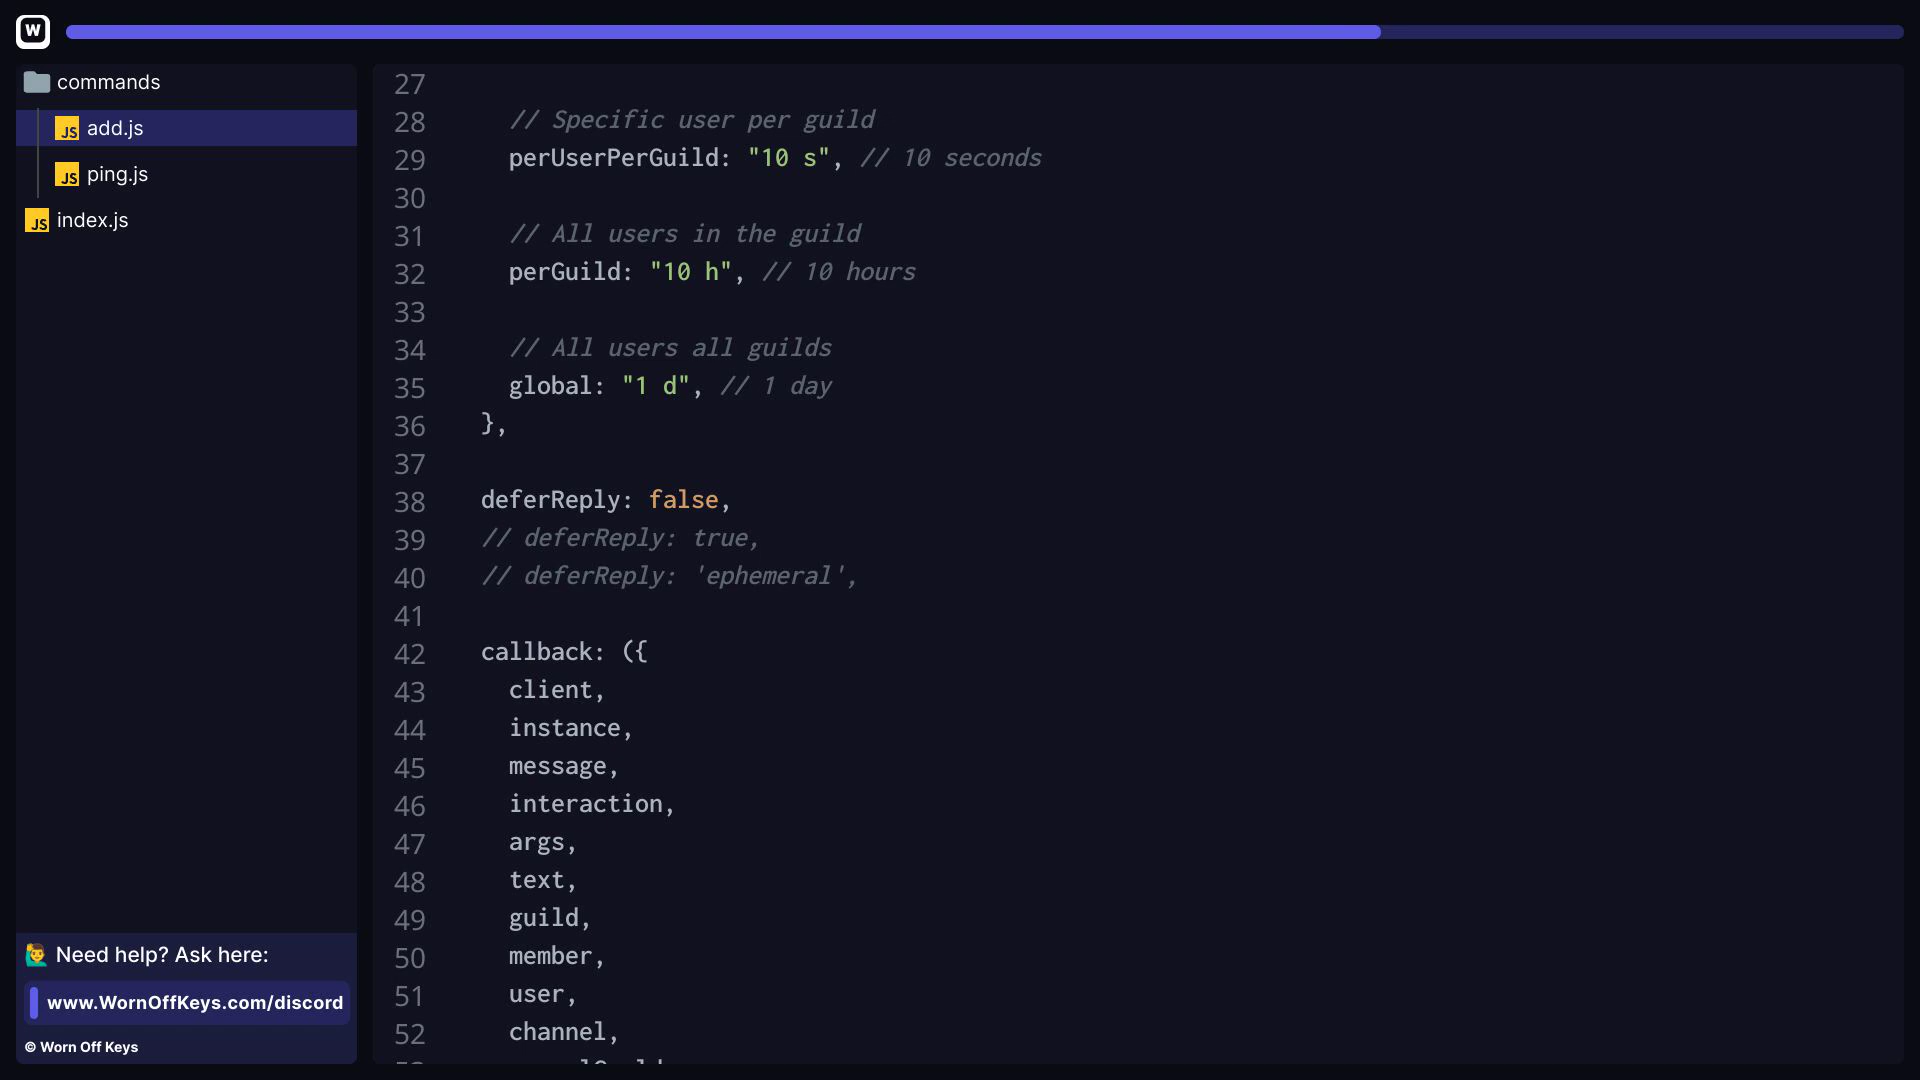 W
commands
JS add.js
JS ping.js
JS index.js
27
28 // Specific user per guild
29 perUserPerGuild: "10 s", // 10 seconds
30
31 // All users in the guild
32 perGuild: "10 h", // 10 hours
33
34 // All users all guilds
35 global: "1 d", // 1 day
36 },
37
38 deferReply: false,
39 // deferReply: true,
40 // deferReply: 'ephemeral',
41
42 callback: ({
43 client,
44 instance,
45 message,
46 interaction,
47 args,
48 text,
49 guild,
50 member,
51 user,
52 channel,
Need help? Ask here:
www.WornOffKeys.com/discord
© Worn Off Keys